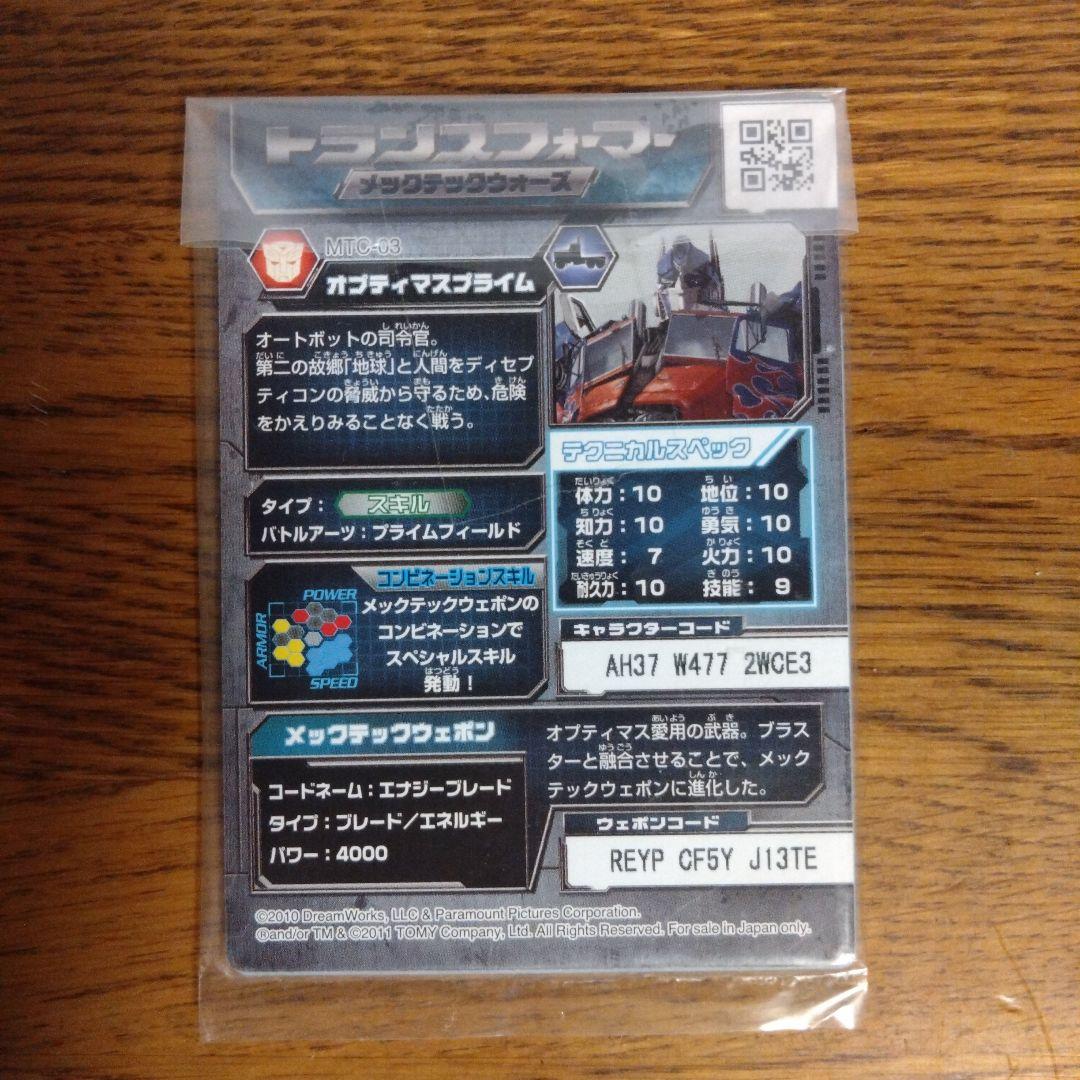 トランスフォーマー
メックテックウォーズ
MTC-03
オプティマスプライム
オートボットの司令官。
第二の故郷「地球」と人間をディセプ
ティコンの脅威から守るため、危険
をかえりみることなく戦う。
タイプ：スキル
バトルアーツ：プライムフィールド
コンビネーションスキル
POWER
ARMOR
SPEED
メックテックウェポンの
コンビネーションで
スペシャルスキル
発動！
テクニカルスペック
体力：10 地位：10
知力：10 勇気：10
速度：7 火力：10
耐久力：10 技能：9
キャラクターコード
AH37 W477 2WCE3
メックテックウェポン
コードネーム：エナジーブレード
タイプ：ブレード／エネルギー
パワー：4000
オプティマス愛用の武器。ブラス
ターと融合させることで、メック
テックウェポンに進化した。
ウェポンコード
REYP CF5Y J13TE
©2010 DreamWorks, LLC & Paramount Pictures Corporation.
®and/or TM & ©2011 TOMY Company, Ltd. All Rights Reserved. For sale in Japan only.